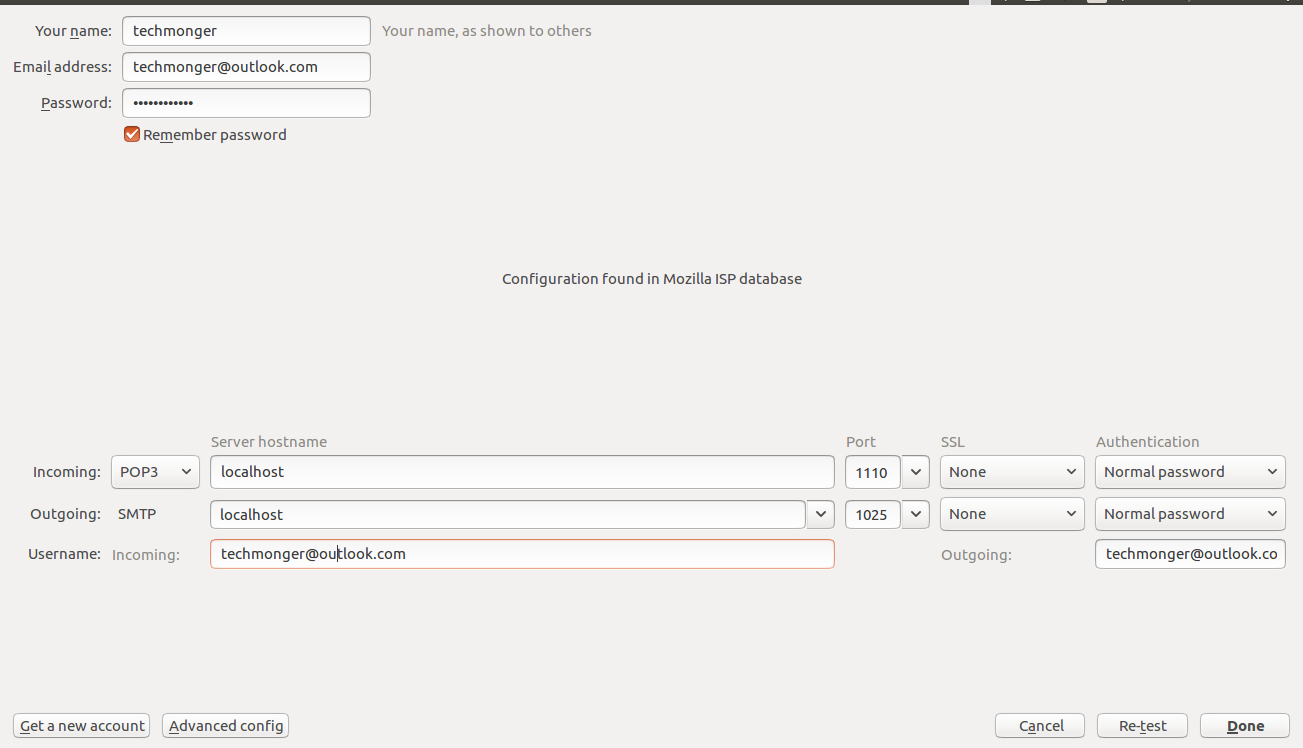 Your name: techmonger Your name, as shown to others
Email address: techmonger@outlook.com
Password: ••••••••••••
Remember password
Configuration found in Mozilla ISP database
Server hostname Port SSL Authentication
Incoming: POP3 localhost 1110 None Normal password
Outgoing: SMTP localhost 1025 None Normal password
Username: Incoming: techmonger@outlook.com Outgoing: techmonger@outlook.co
Get a new account Advanced config Cancel Re-test Done